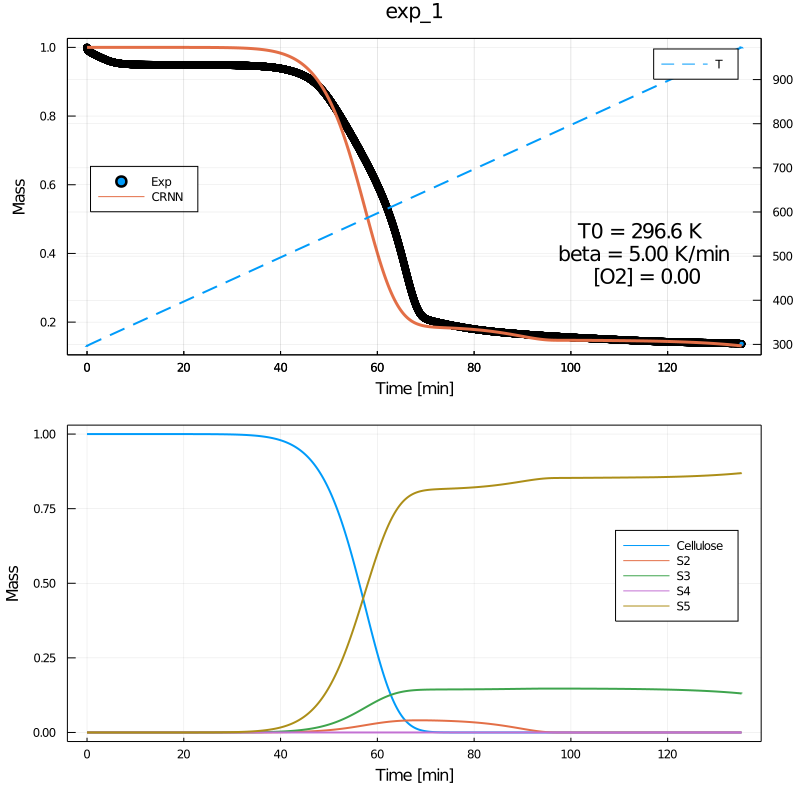 exp_1
1.0
0.8
0.6
0.4
0.2
Mass
900
800
700
600
500
400
300
T
Exp
CRNN
T0 = 296.6 K
beta = 5.00 K/min
[O2] = 0.00
0 20 40 60 80 100 120
Time [min]
1.00
0.75
0.50
0.25
0.00
Mass
Cellulose
S2
S3
S4
S5
0 20 40 60 80 100 120
Time [min]